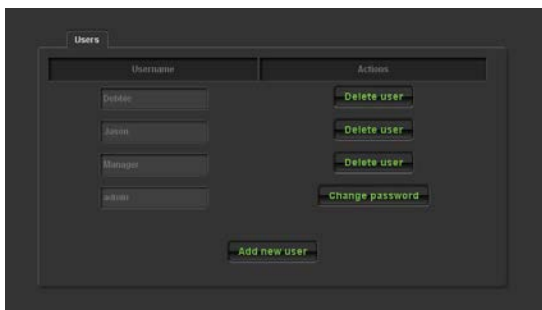 Users
Username Actions
Debbie Delete user
Jason Delete user
Manager Delete user
admin Change password
Add new user